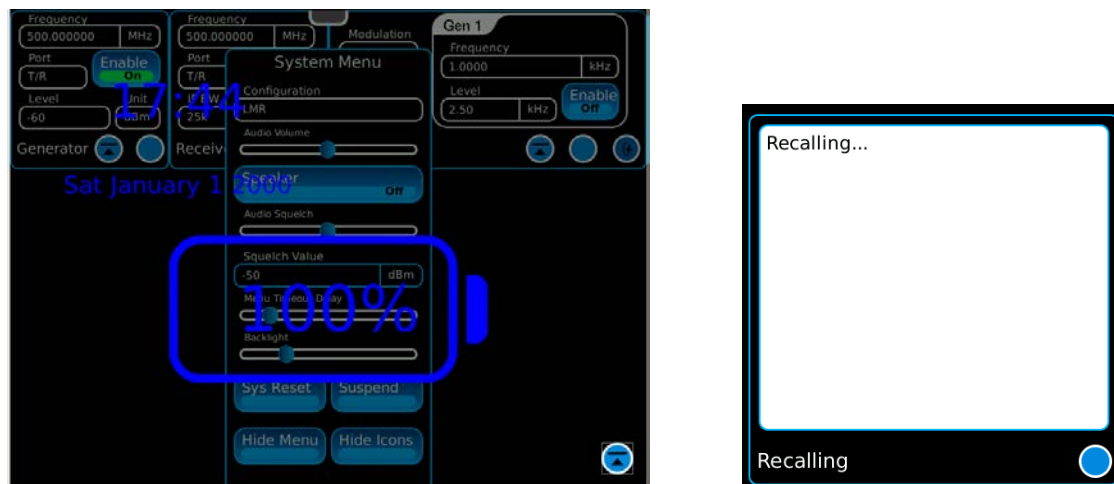 Frequency
500.000000 MHz
Port
T/R
Enable
On
Level
Unit
-60
dBm
Generator
Frequency
500.000000 MHz
Modulation
Port
T/R
IF BW
25k
Receiv
Gen 1
Frequency
1.0000 kHz
Level
2.50 kHz
Enable
Off
17:44
Sat January 1 2000
100%
System Menu
Configuration
LMR
Audio Volume
Speaker
Off
Audio Squelch
Squelch Value
-50 dBm
Menu Timeout Delay
Backlight
Sys Reset
Suspend
Hide Menu
Hide Icons
Recalling...
Recalling